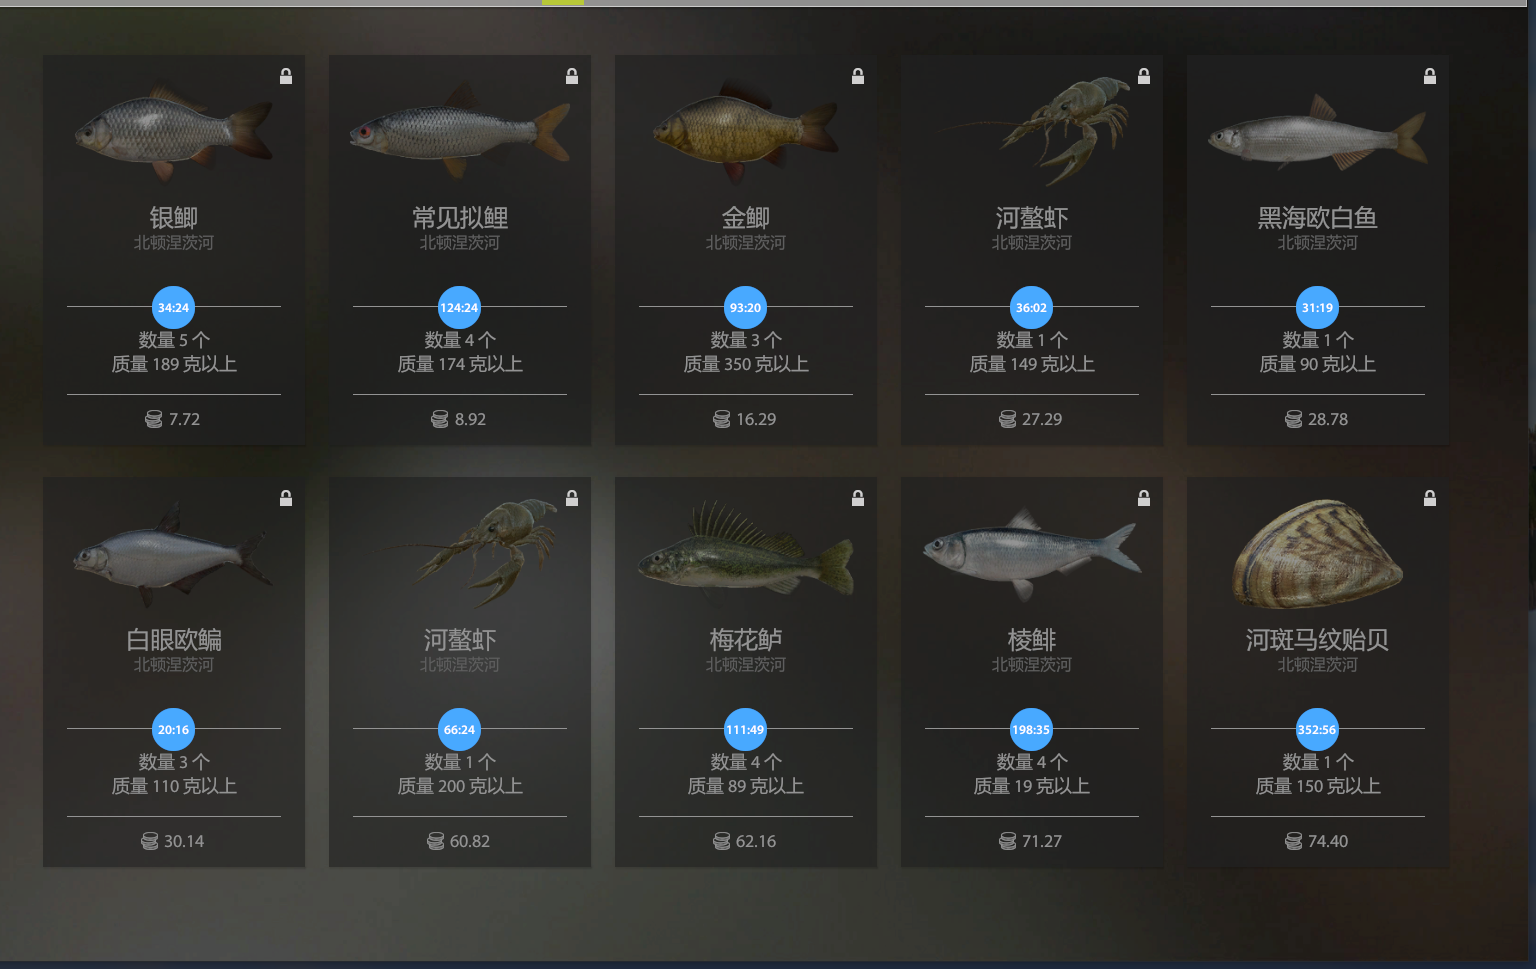 银鲫
北顿涅茨河
34:24
数量 5 个
质量 189 克以上
7.72
常见拟鲤
北顿涅茨河
124:24
数量 4 个
质量 174 克以上
8.92
金鲫
北顿涅茨河
93:20
数量 3 个
质量 350 克以上
16.29
河螯虾
北顿涅茨河
36:02
数量 1 个
质量 149 克以上
27.29
黑海欧白鱼
北顿涅茨河
31:19
数量 1 个
质量 90 克以上
28.78
白眼欧鳊
北顿涅茨河
20:16
数量 3 个
质量 110 克以上
30.14
河螯虾
北顿涅茨河
66:24
数量 1 个
质量 200 克以上
60.82
梅花鲈
北顿涅茨河
111:49
数量 4 个
质量 89 克以上
62.16
棱鲱
北顿涅茨河
198:35
数量 4 个
质量 19 克以上
71.27
河斑马纹贻贝
北顿涅茨河
352:56
数量 1 个
质量 150 克以上
74.40